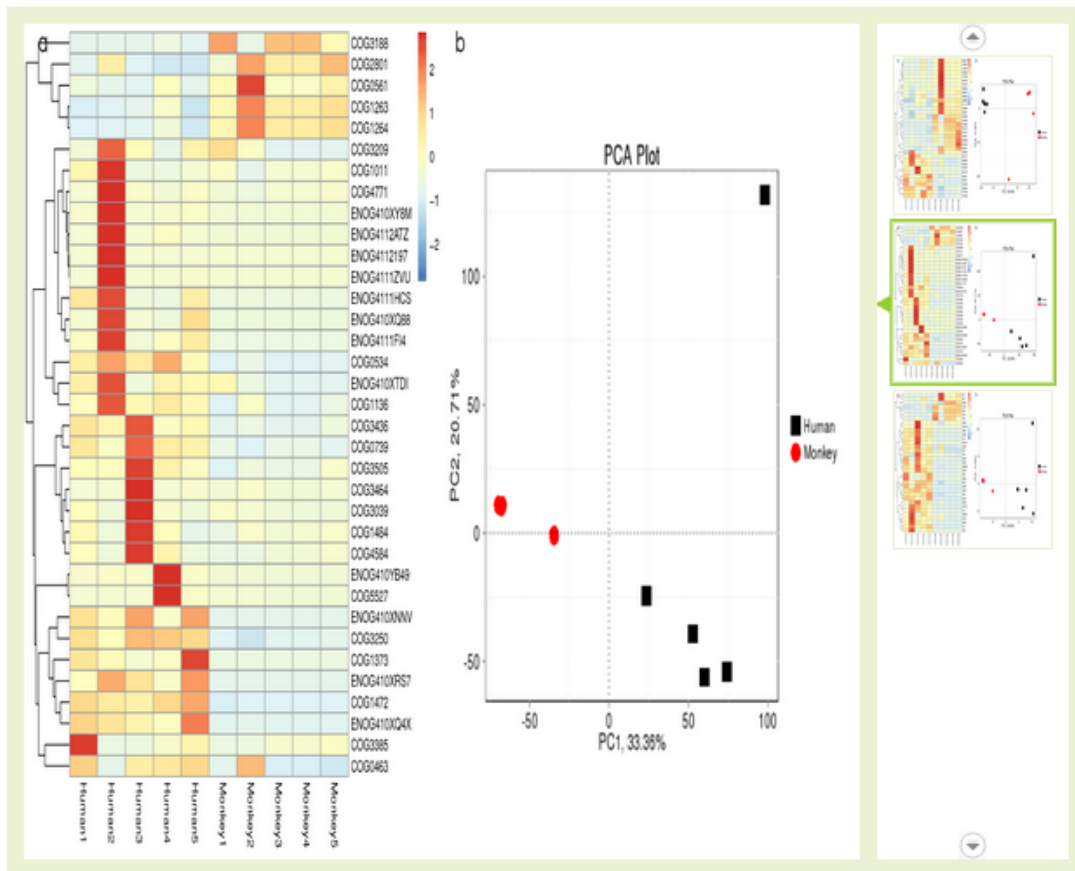 a
b
COG3188
COG2801
COG0561
COG1263
COG1264
COG3209
COG1011
COG4771
ENOG410XY8M
ENOG4112ATZ
ENOG4112197
ENOG4111ZVU
ENOG4111HCS
ENOG410XQ88
ENOG4111FI4
COG0534
ENOG410XTDI
COG1136
COG3436
COG0739
COG3505
COG3464
COG3039
COG1484
COG4584
ENOG410YB49
COG5527
ENOG410XNNV
COG3250
COG1373
ENOG410XRS7
COG1472
ENOG410XQ4X
COG3385
COG0463
Human1
Human2
Human3
Human4
Human5
Monkey1
Monkey2
Monkey3
Monkey4
Monkey5
2
1
0
-1
-2
PCA Plot
PC2, 20.71%
100
50
0
-50
-50
0
50
100
PC1, 33.36%
Human
Monkey